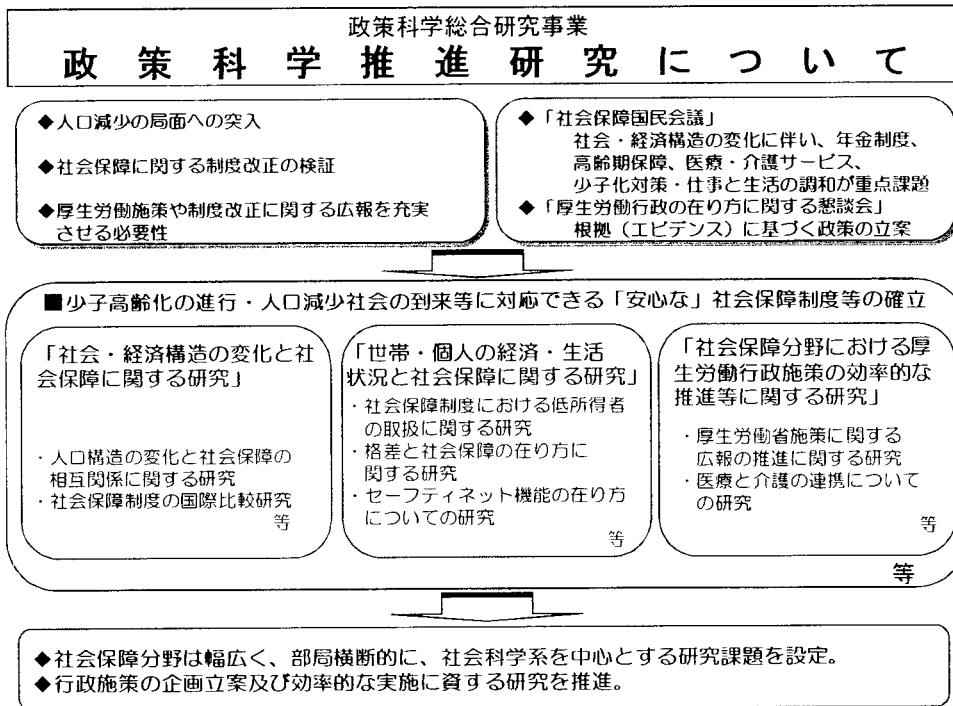 政策科学総合研究事業
政策科学推進研究について
◆人口減少の局面への突入
◆社会保障に関する制度改正の検証
◆厚生労働施策や制度改正に関する広報を充実
させる必要性
◆「社会保障国民会議」
社会・経済構造の変化に伴い、年金制度、
高齢期保障、医療・介護サービス、
少子化対策・仕事と生活の調和が重点課題
◆「厚生労働行政の在り方に関する懇談会」
根拠（エビデンス）に基づく政策の立案
■少子高齢化の進行・人口減少社会の到来等に対応できる「安心な」社会保障制度等の確立
「社会・経済構造の変化と社
会保障に関する研究」
・人口構造の変化と社会保障の
相互関係に関する研究
・社会保障制度の国際比較研究
等
「世帯・個人の経済・生活
状況と社会保障に関する研究」
・社会保障制度における低所得者
の取扱に関する研究
・格差と社会保障の在り方に
関する研究
・セーフティネット機能の在り方
についての研究
等
「社会保障分野における厚
生労働行政施策の効率的な
推進等に関する研究」
・厚生労働省施策に関する
広報の推進に関する研究
・医療と介護の連携について
の研究
等
等
◆社会保障分野は幅広く、部局横断的に、社会科学系を中心とする研究課題を設定。
◆行政施策の企画立案及び効率的な実施に資する研究を推進。